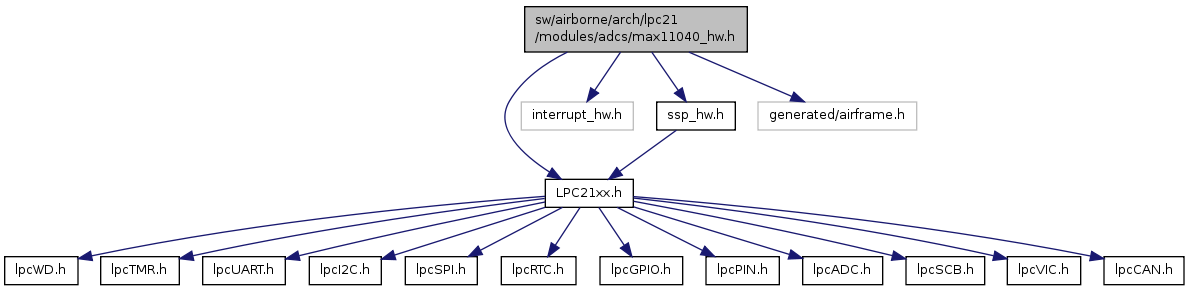 sw/airborne/arch/lpc21
/modules/adcs/max11040_hw.h
interrupt_hw.h
ssp_hw.h
generated/airframe.h
LPC21xx.h
lpcWD.h
lpcTMR.h
lpcUART.h
lpcI2C.h
lpcSPI.h
lpcRTC.h
lpcGPIO.h
lpcPIN.h
lpcADC.h
lpcSCB.h
lpcVIC.h
lpcCAN.h